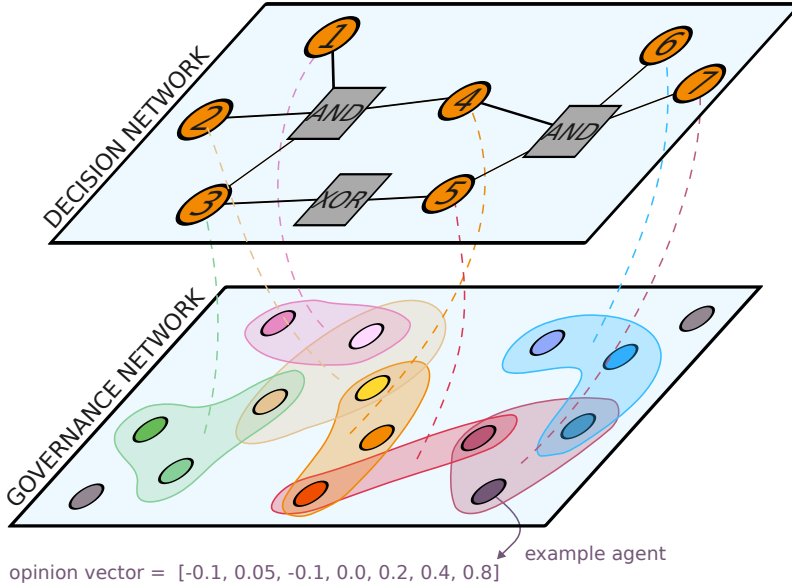 DECISION NETWORK
1
2
3
4
5
6
7
AND
AND
XOR
GOVERNANCE NETWORK
example agent
opinion vector = [-0.1, 0.05, -0.1, 0.0, 0.2, 0.4, 0.8]